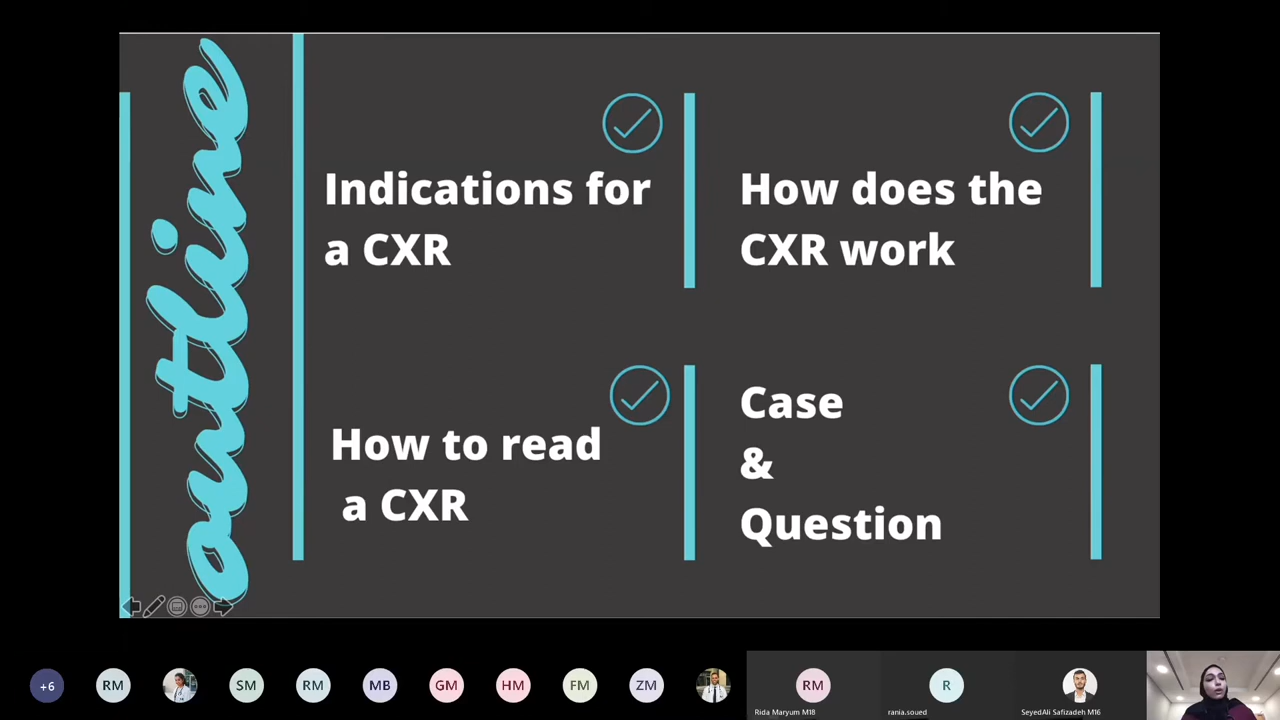 outline
Indications for
a CXR
How does the
CXR work
How to read
a CXR
Case
&
Question
+6
RM
SM
RM
MB
GM
HM
FM
ZM
RM
Rida Maryum M18
R
rania.soued
SeyedAli Safizadeh M16